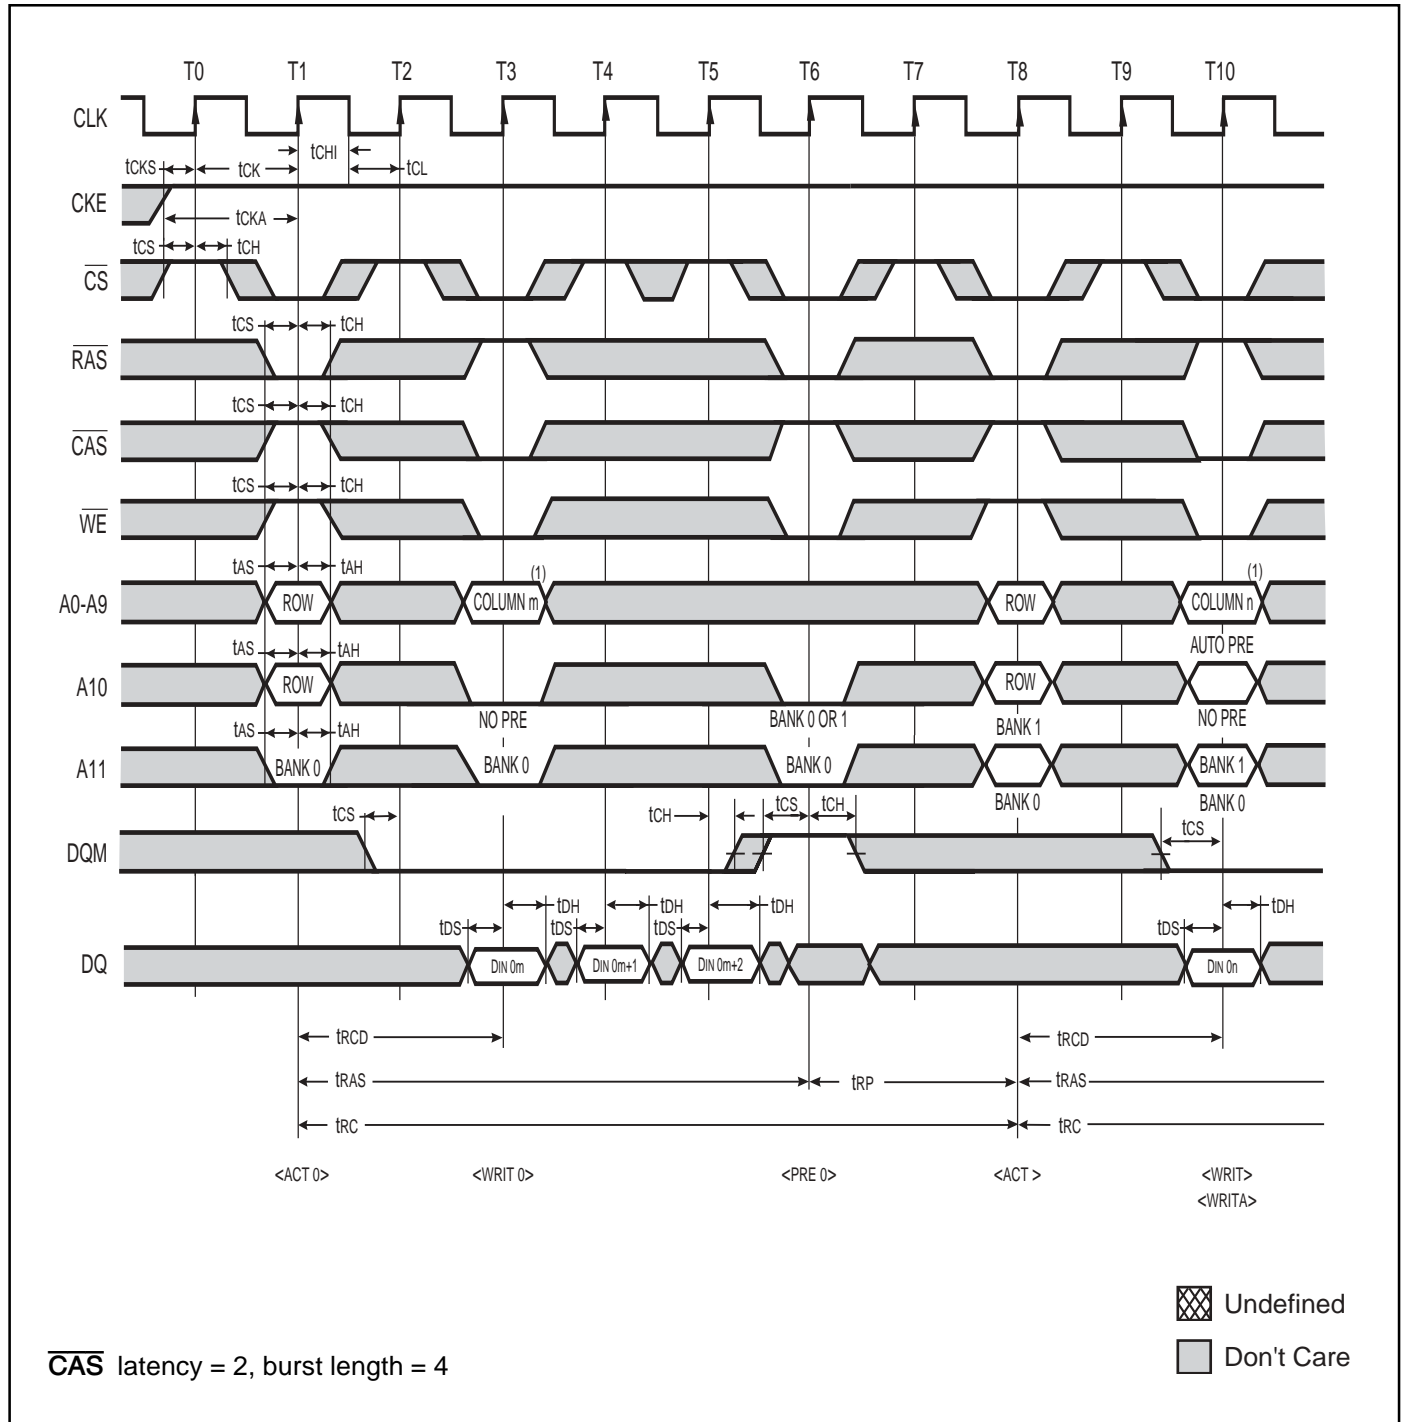 T0 T1 T2 T3 T4 T5 T6 T7 T8 T9 T10
CLK
tCHI
tCKS tCK tCL
CKE
tCKA
tCS tCH
CS
tCS tCH
RAS
tCS tCH
CAS
tCS tCH
WE
tAS tAH
(1) (1)
A0-A9 ROW COLUMN m ROW COLUMN n
tAS tAH AUTO PRE
A10 ROW ROW
NO PRE BANK 0 OR 1 BANK 1 NO PRE
tAS tAH
A11 BANK 0 BANK 0 BANK 0 BANK 1
BANK 0 BANK 0
tCS tCH tCS tCH tCS
DQM
tDH tDH tDH tDH
tDS tDS tDS tDS
DQ DIN 0m DIN 0m+1 DIN 0m+2 DIN 0n
tRCD tRCD
tRAS tRP tRAS
tRC tRC
<ACT 0> <WRIT 0> <PRE 0> <ACT > <WRIT>
<WRITA>
Undefined
Don't Care
CAS latency = 2, burst length = 4